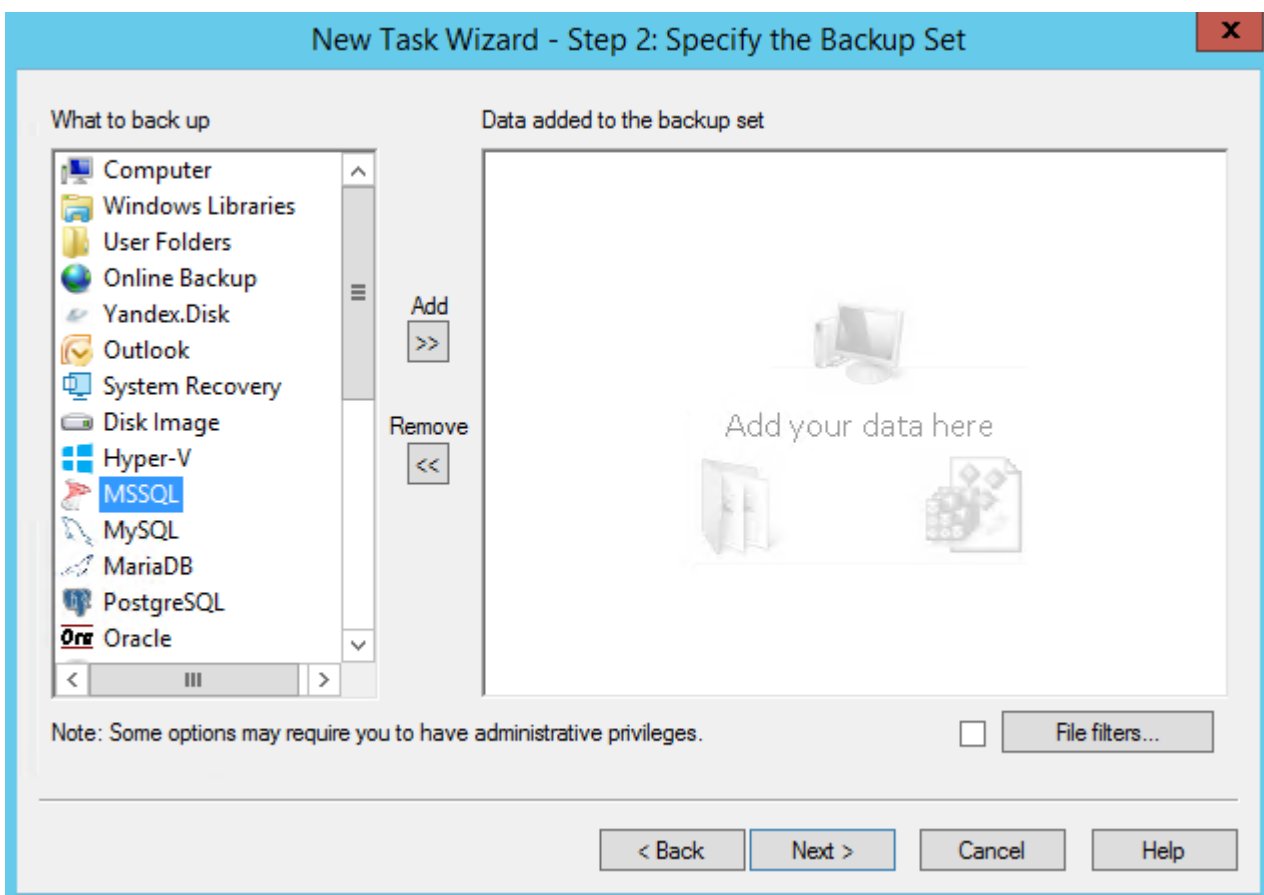 New Task Wizard - Step 2: Specify the Backup Set
x
What to back up
Data added to the backup set
Computer
Windows Libraries
User Folders
Online Backup
Yandex.Disk
Outlook
System Recovery
Disk Image
Hyper-V
MSSQL
MySQL
MariaDB
PostgreSQL
Ora Oracle
Add
>>
Remove
<<
Add your data here
Note: Some options may require you to have administrative privileges.
File filters...
< Back
Next >
Cancel
Help